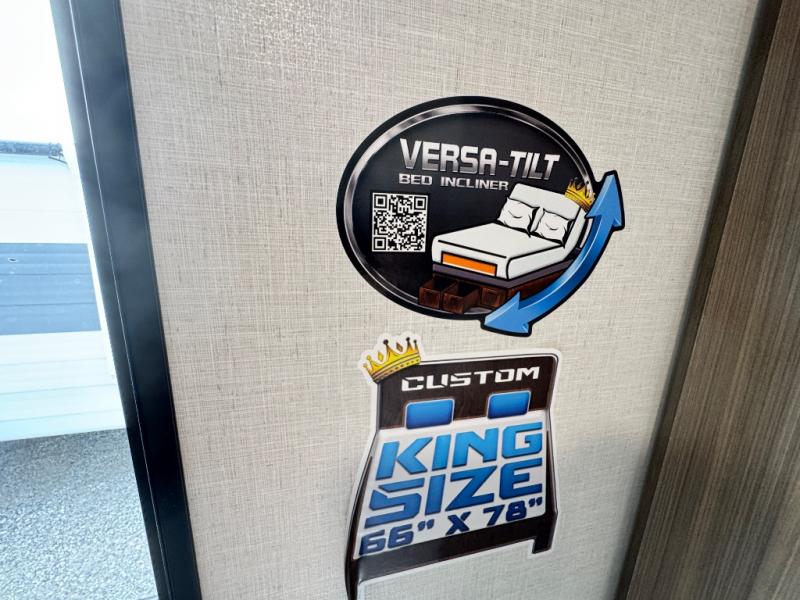 VERSA-TILT
BED INCLINER
CUSTOM
KING
SIZE
66" X 78"